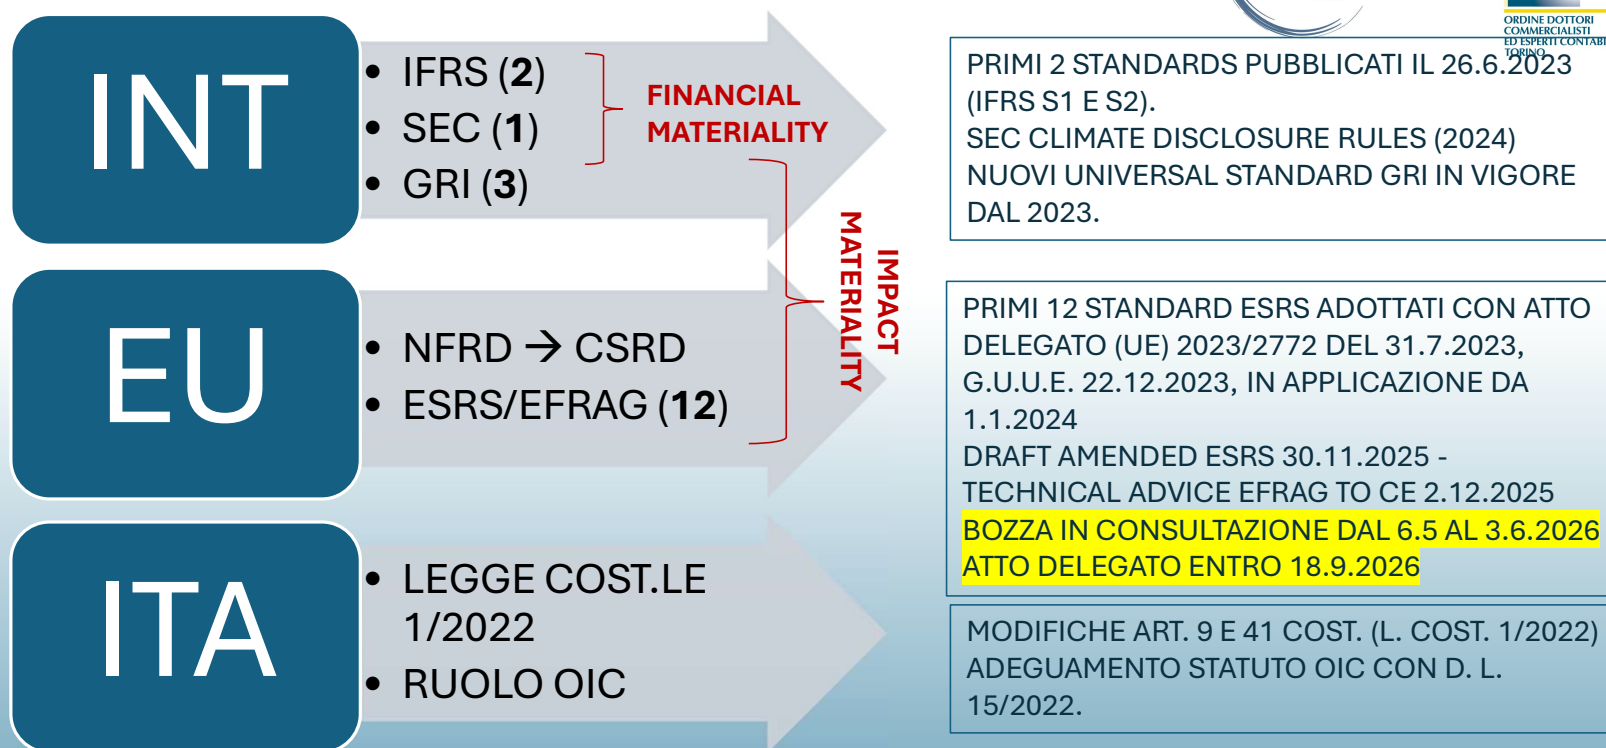 ORDINE DOTTORI
COMMERCIALISTI
ED ESPERTI CONTABI
TORINO
INT
• IFRS (2)
• SEC (1)
• GRI (3)
FINANCIAL
MATERIALITY
PRIMI 2 STANDARDS PUBBLICATI IL 26.6.2023
(IFRS S1 E S2).
SEC CLIMATE DISCLOSURE RULES (2024)
NUOVI UNIVERSAL STANDARD GRI IN VIGORE
DAL 2023.
IMPACT
MATERIALITY
EU
• NFRD → CSRD
• ESRS/EFRAG (12)
PRIMI 12 STANDARD ESRS ADOTTATI CON ATTO
DELEGATO (UE) 2023/2772 DEL 31.7.2023,
G.U.U.E. 22.12.2023, IN APPLICAZIONE DA
1.1.2024
DRAFT AMENDED ESRS 30.11.2025 -
TECHNICAL ADVICE EFRAG TO CE 2.12.2025
BOZZA IN CONSULTAZIONE DAL 6.5 AL 3.6.2026
ATTO DELEGATO ENTRO 18.9.2026
ITA
• LEGGE COST.LE
1/2022
• RUOLO OIC
MODIFICHE ART. 9 E 41 COST. (L. COST. 1/2022)
ADEGUAMENTO STATUTO OIC CON D. L.
15/2022.